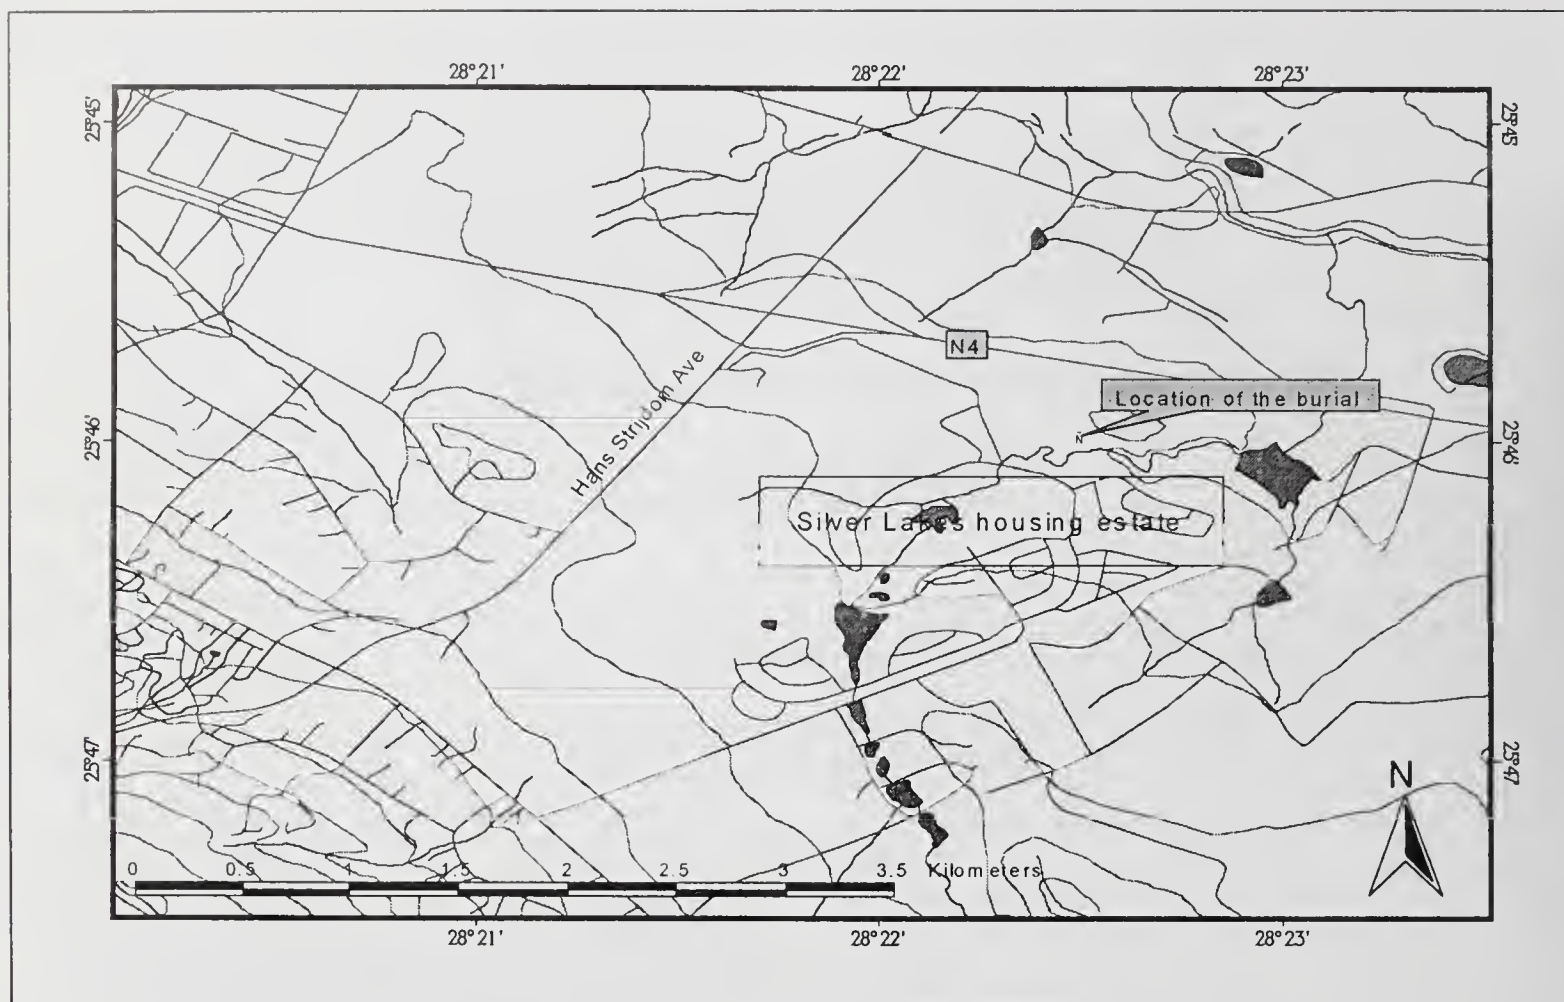 28°21'
28°22'
28°23'
25°45'
25°45'
N4
Hans Strijdom Ave
Location of the burial
25°46'
25°46'
Silver Lakes housing estate
25°47'
25°47'
N
0 0.5 1 1.5 2 2.5 3 3.5 Kilometers
28°21'
28°22'
28°23'